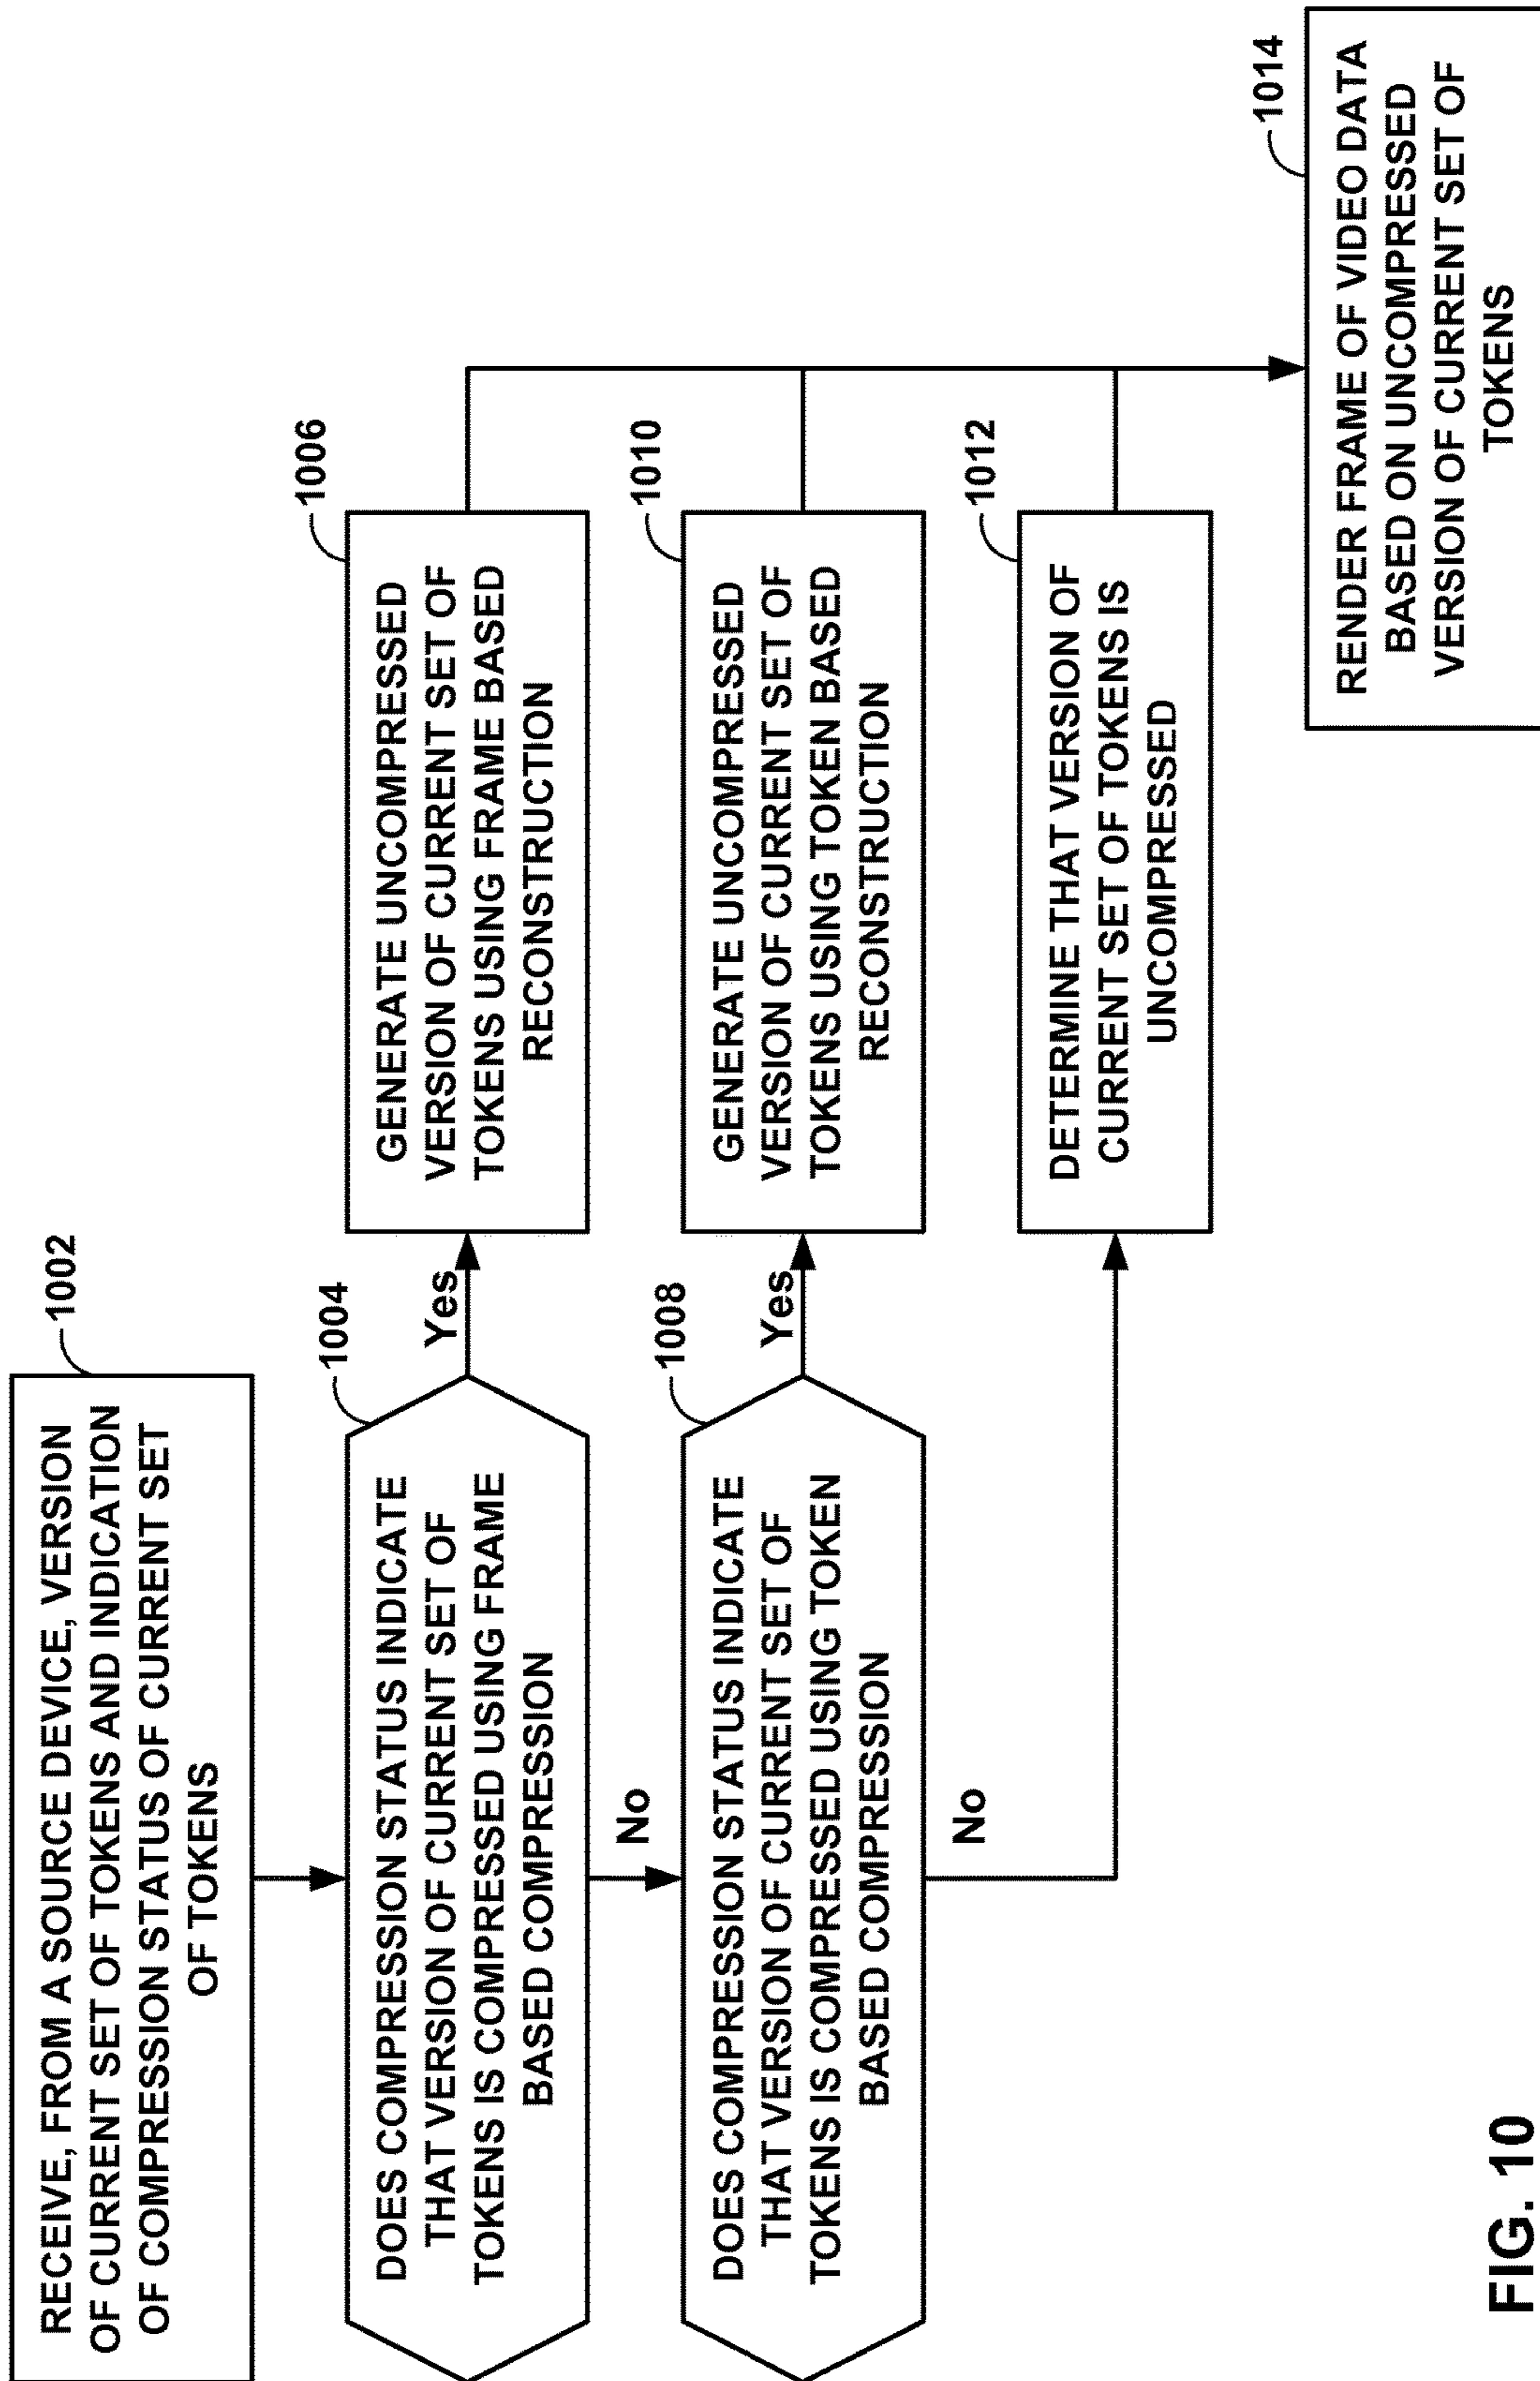 1002
RECEIVE, FROM A SOURCE DEVICE, VERSION
OF CURRENT SET OF TOKENS AND INDICATION
OF COMPRESSION STATUS OF CURRENT SET
OF TOKENS
1004
DOES COMPRESSION STATUS INDICATE
THAT VERSION OF CURRENT SET OF
TOKENS IS COMPRESSED USING FRAME
BASED COMPRESSION
Yes
No
1006
GENERATE UNCOMPRESSED
VERSION OF CURRENT SET OF
TOKENS USING FRAME BASED
RECONSTRUCTION
1008
DOES COMPRESSION STATUS INDICATE
THAT VERSION OF CURRENT SET OF
TOKENS IS COMPRESSED USING TOKEN
BASED COMPRESSION
Yes
No
1010
GENERATE UNCOMPRESSED
VERSION OF CURRENT SET OF
TOKENS USING TOKEN BASED
RECONSTRUCTION
1012
DETERMINE THAT VERSION OF
CURRENT SET OF TOKENS IS
UNCOMPRESSED
1014
RENDER FRAME OF VIDEO DATA
BASED ON UNCOMPRESSED
VERSION OF CURRENT SET OF
TOKENS
FIG. 10